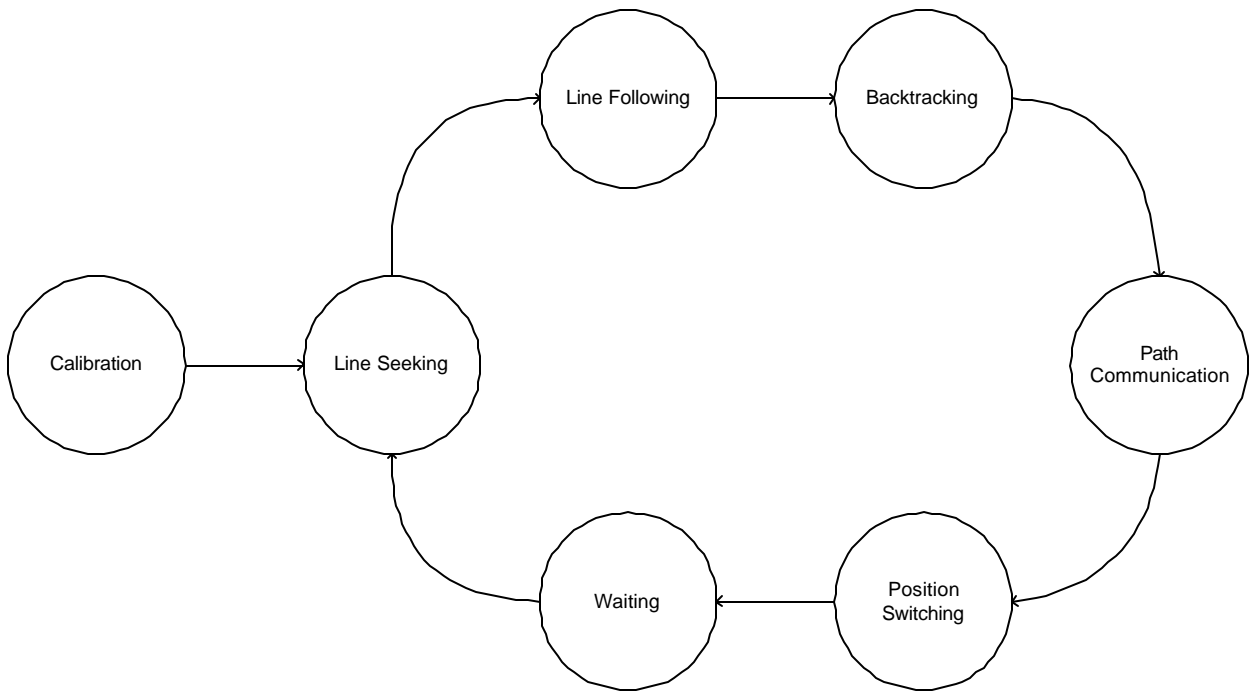 Line Following
Backtracking
Calibration
Line Seeking
Path
Communication
Waiting
Position
Switching